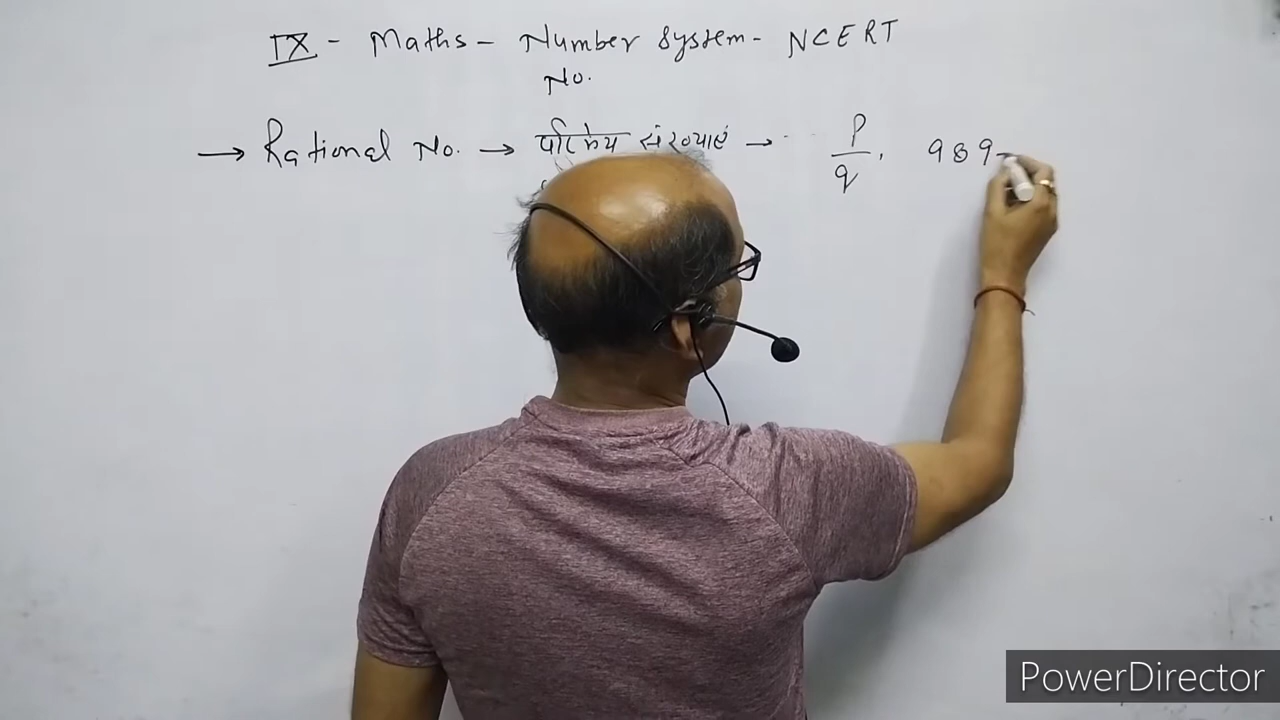 IX - Maths - Number System - NCERT
No.
→ Rational No. → परिमेय संख्याएं → p/q, 989
PowerDirector